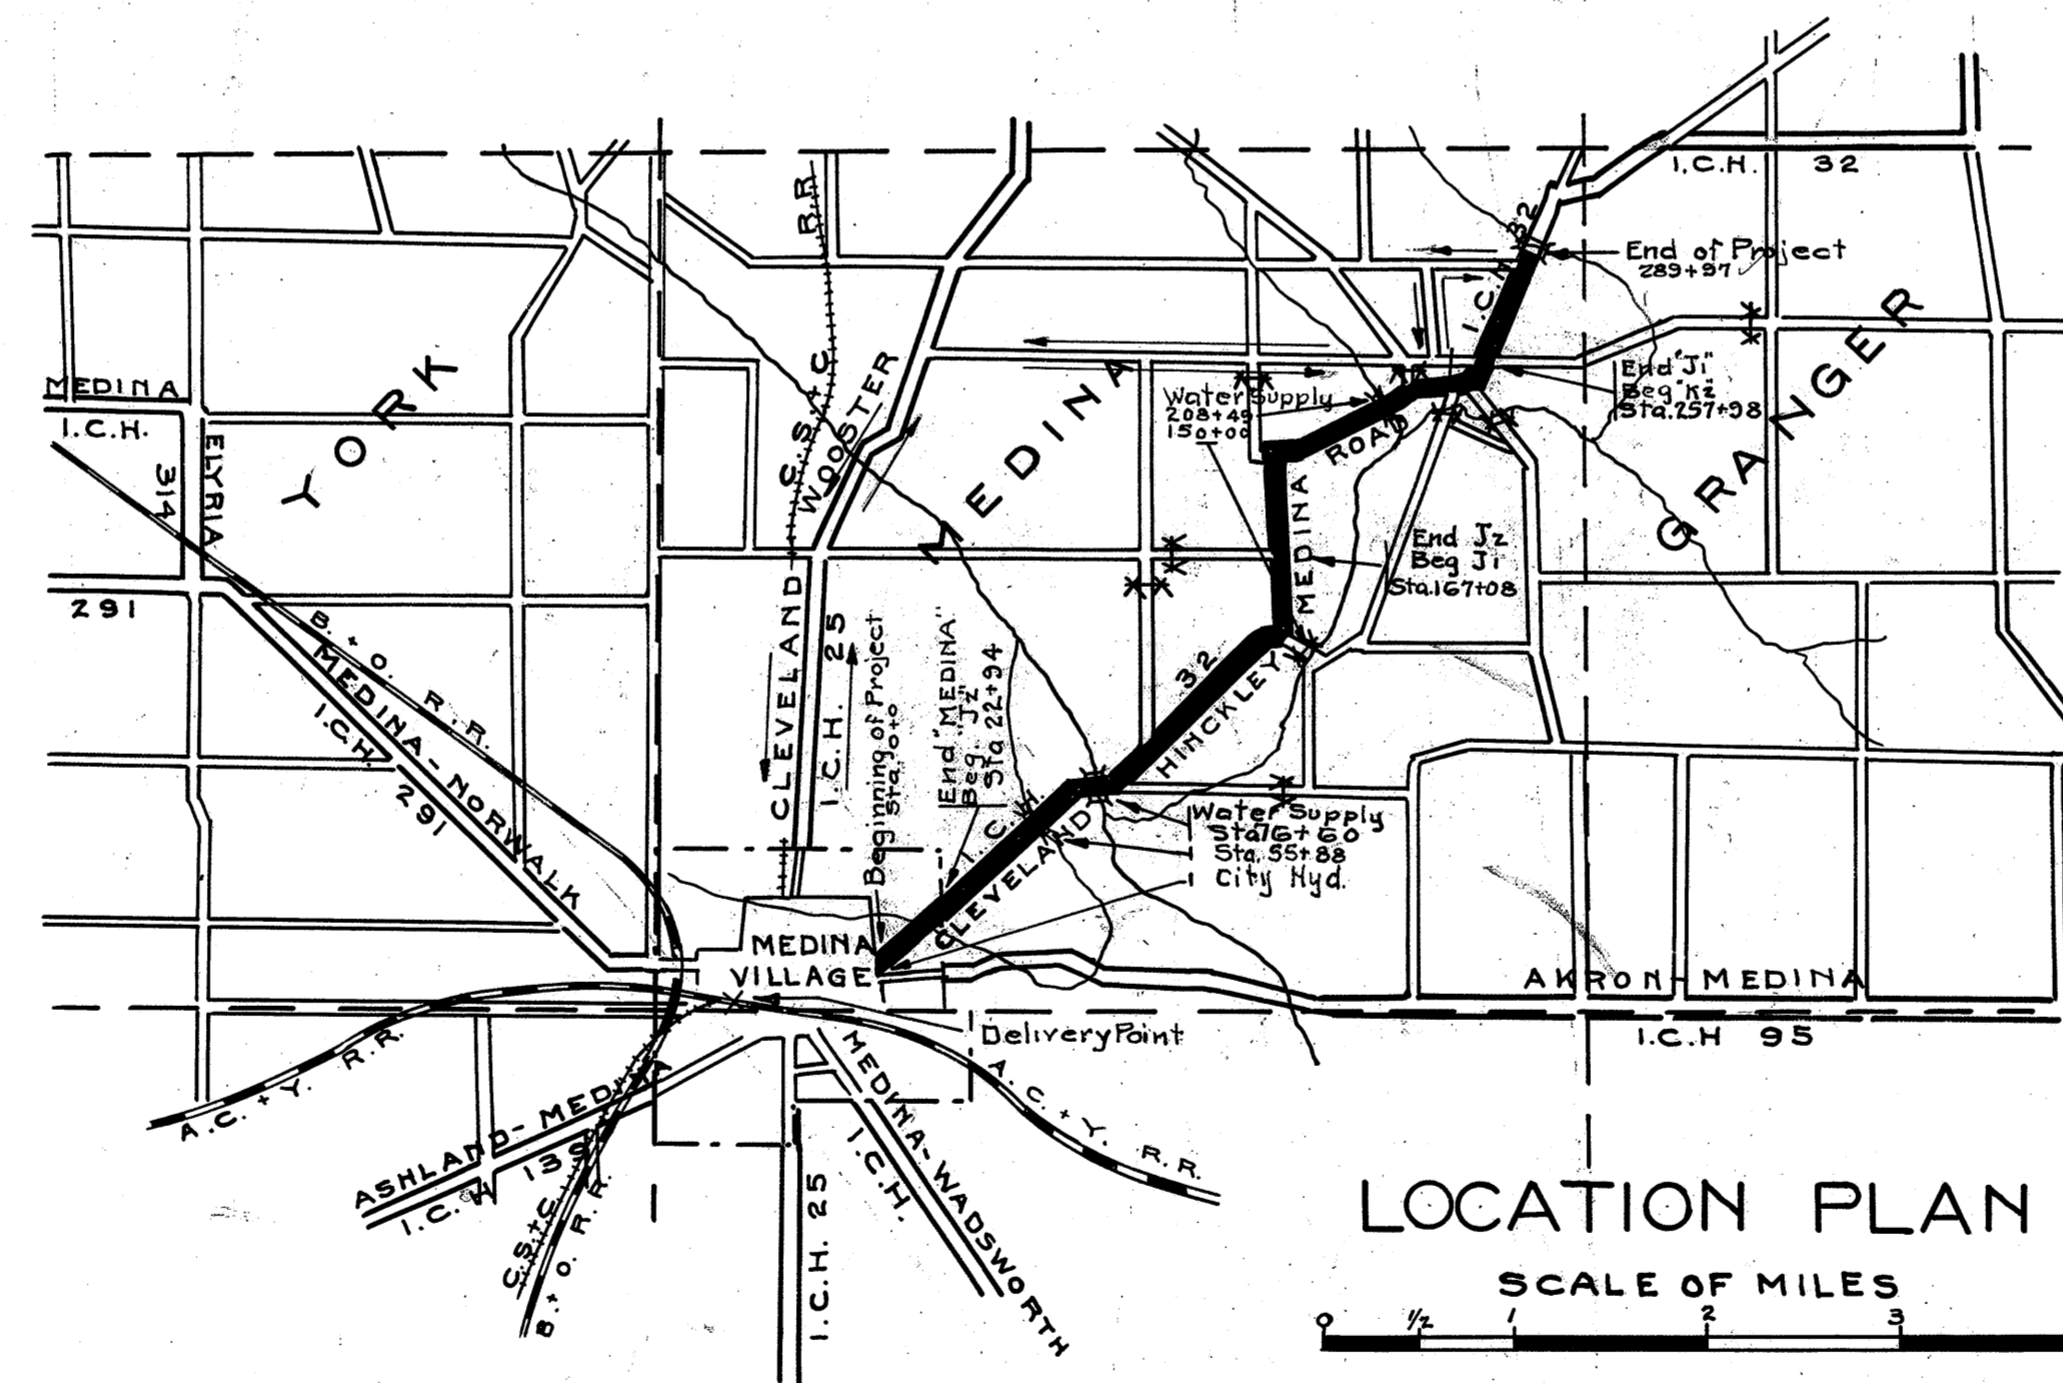 I.C.H. 32
I.C.H. 32
End of Project
289+97
C.S.+C. R.R.
YORK
MEDINA
GRANGER
MEDINA
I.C.H.
314
ELYRIA
WOOSTER
Water Supply
208+49
150+00
ROAD
End "J1"
Beg "K2"
Sta. 257+98
MEDINA
End J2
Beg J1
Sta. 167+08
291
B.+O. R.R.
MEDINA-NORWALK
I.C.H.
291
CLEVELAND
I.C.H. 25
Beginning of Project
Sta. 0+0
End "MEDINA"
Beg. "J2"
Sta 22+94
32
HINCKLEY
I.C.H.
CLEVELAND
Water Supply
Sta 76+60
Sta. 55+88
City Hyd.
MEDINA
VILLAGE
AKRON-MEDINA
I.C.H 95
Delivery Point
A.C.+Y. R.R.
A.C.+Y. R.R.
ASHLAND-MEDINA
I.C.H
139
C.S.+C.
B.+O. R.R.
I.C.H. 25
MEDINA-WADSWORTH
I.C.H.
LOCATION PLAN
SCALE OF MILES
0 1/2 1 2 3